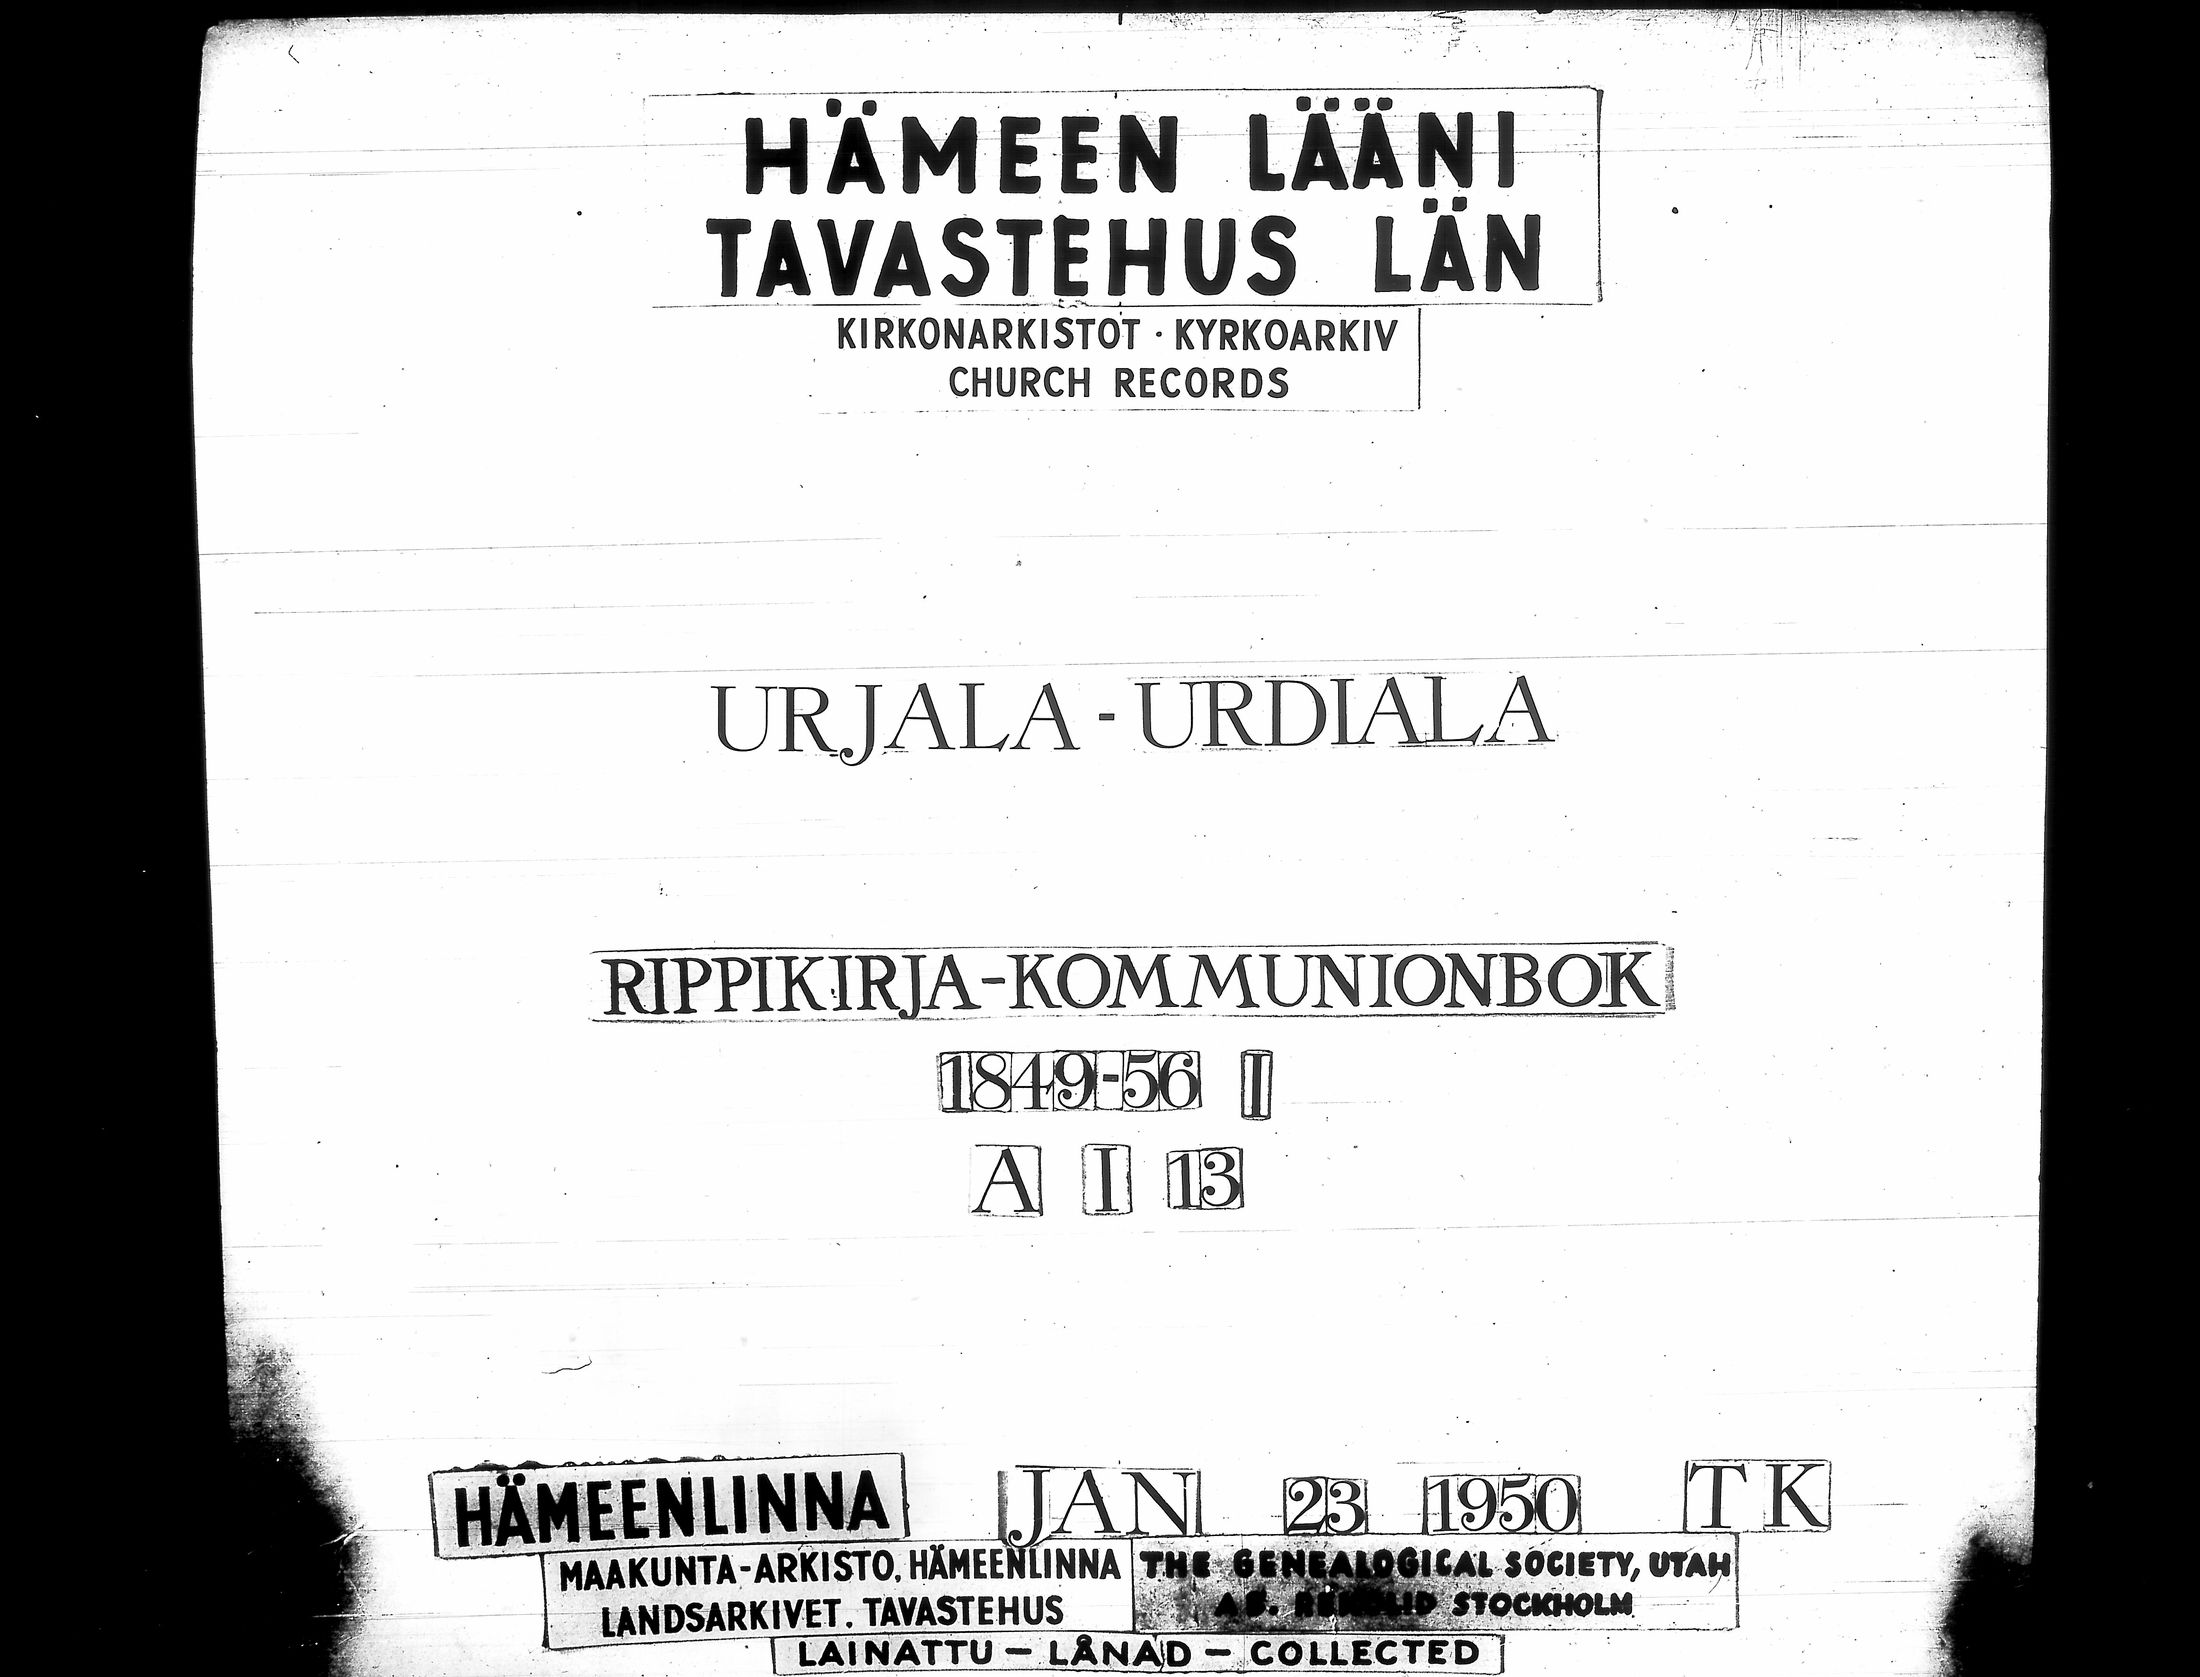 HÄMEEN LÄÄNI
TAVASTEHUS LÄN
KIRKONARKISTOT · KYRKOARKIV
CHURCH RECORDS
URJALA - URDIALA
RIPPIKIRJA-KOMMUNIONBOK
1849-56 I
A I 13
HÄMEENLINNA JAN 23 1950 TK
MAAKUNTA-ARKISTO, HÄMEENLINNA
LANDSARKIVET. TAVASTEHUS
THE GENEALOGICAL SOCIETY, UTAH
STOCKHOLM
LAINATTU - LÅNAD - COLLECTED